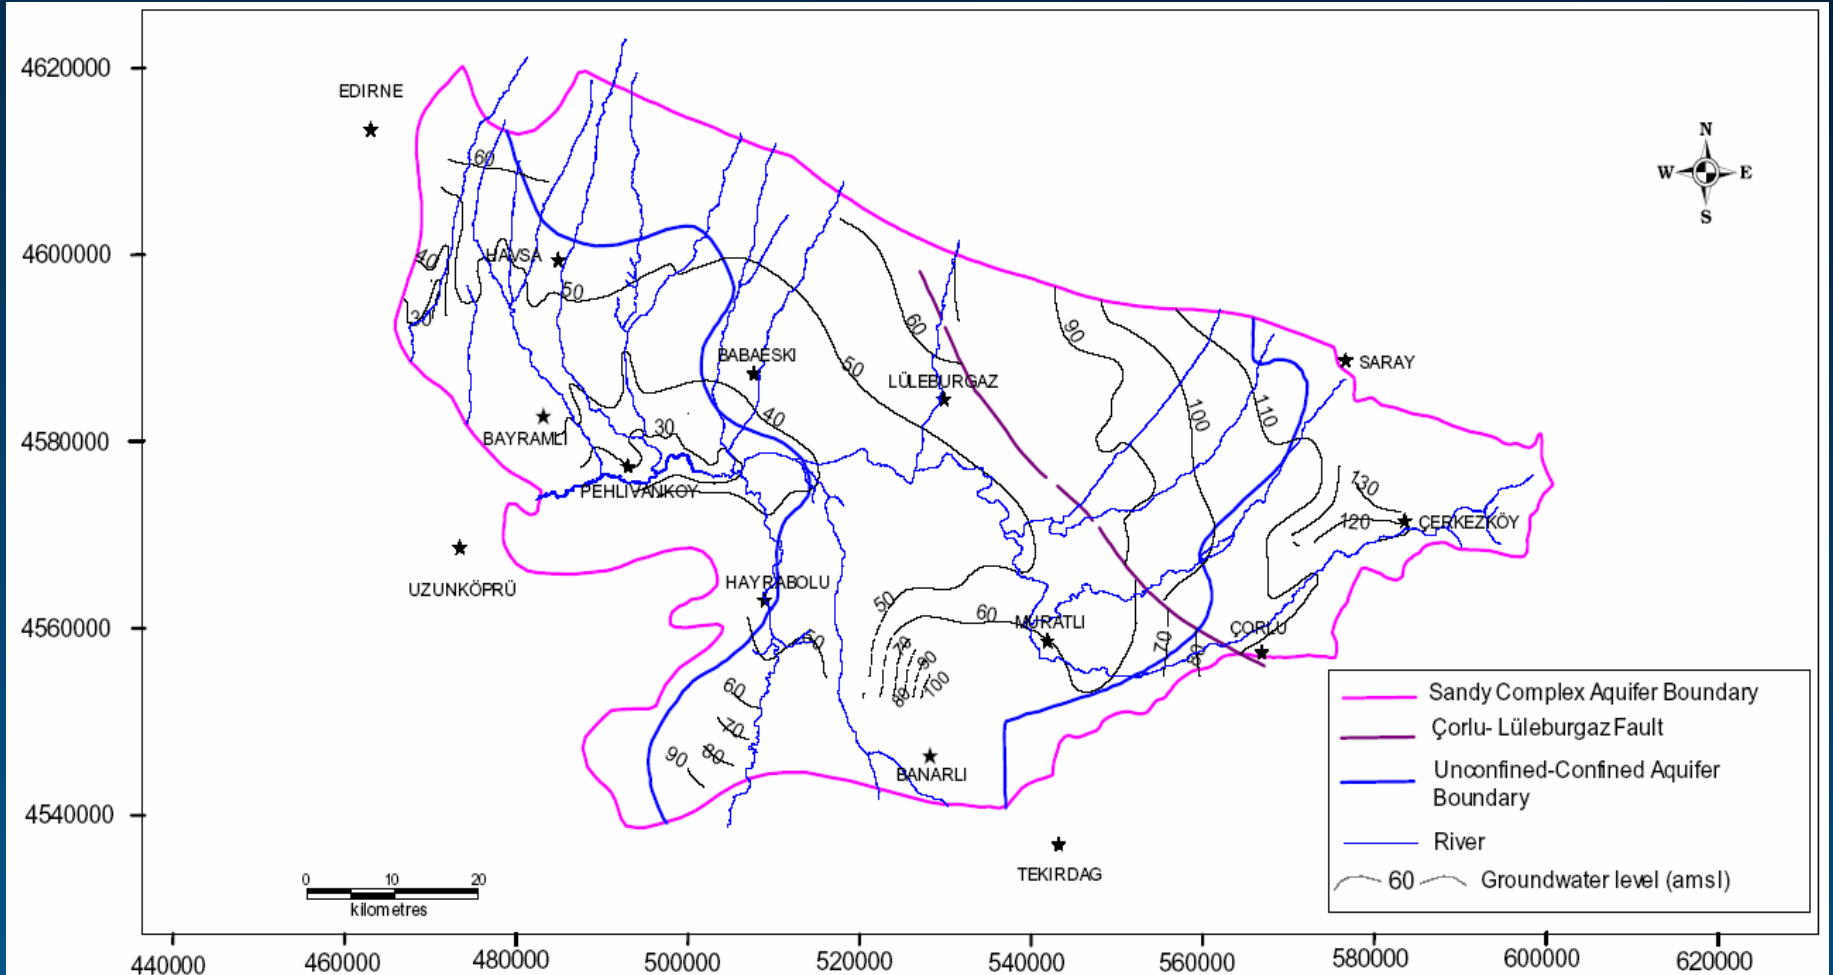 4620000
EDIRNE
N
W E
S
60
4600000
40
HAVSA
50
30
60
90
BABAESKI
50
LÜLEBURGAZ
SARAY
100
110
40
30
4580000
BAYRAMLI
PEHLIVANKOY
130
120
ÇERKEZKÖY
UZUNKÖPRÜ
HAYRABOLU
50
60
4560000
MURATLI
ÇORLU
70
70
90
80
100
60
70
80
90
BANARLI
4540000
TEKIRDAG
Sandy Complex Aquifer Boundary
Çorlu- Lüleburgaz Fault
Unconfined-Confined Aquifer
Boundary
River
60 Groundwater level (amsl)
0 10 20
kilometres
440000 460000 480000 500000 520000 540000 560000 580000 600000 620000